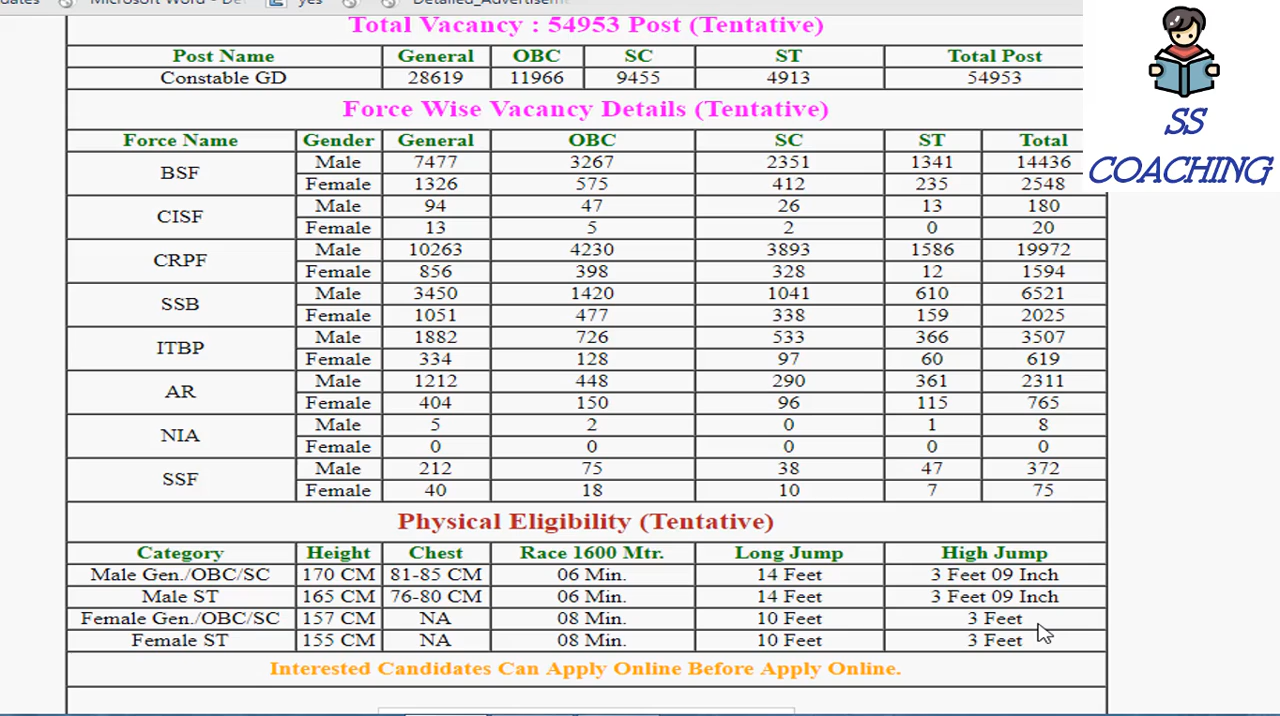 Microsoft Word - De
yes
Detailed_Advertisem
Total Vacancy : 54953 Post (Tentative)
Post Name General OBC SC ST Total Post
Constable GD 28619 11966 9455 4913 54953
Force Wise Vacancy Details (Tentative)
Force Name Gender General OBC SC ST Total
BSF Male 7477 3267 2351 1341 14436
Female 1326 575 412 235 2548
CISF Male 94 47 26 13 180
Female 13 5 2 0 20
CRPF Male 10263 4230 3893 1586 19972
Female 856 398 328 12 1594
SSB Male 3450 1420 1041 610 6521
Female 1051 477 338 159 2025
ITBP Male 1882 726 533 366 3507
Female 334 128 97 60 619
AR Male 1212 448 290 361 2311
Female 404 150 96 115 765
NIA Male 5 2 0 1 8
Female 0 0 0 0 0
SSF Male 212 75 38 47 372
Female 40 18 10 7 75
Physical Eligibility (Tentative)
Category Height Chest Race 1600 Mtr. Long Jump High Jump
Male Gen./OBC/SC 170 CM 81-85 CM 06 Min. 14 Feet 3 Feet 09 Inch
Male ST 165 CM 76-80 CM 06 Min. 14 Feet 3 Feet 09 Inch
Female Gen./OBC/SC 157 CM NA 08 Min. 10 Feet 3 Feet
Female ST 155 CM NA 08 Min. 10 Feet 3 Feet
Interested Candidates Can Apply Online Before Apply Online.
SS
COACHING